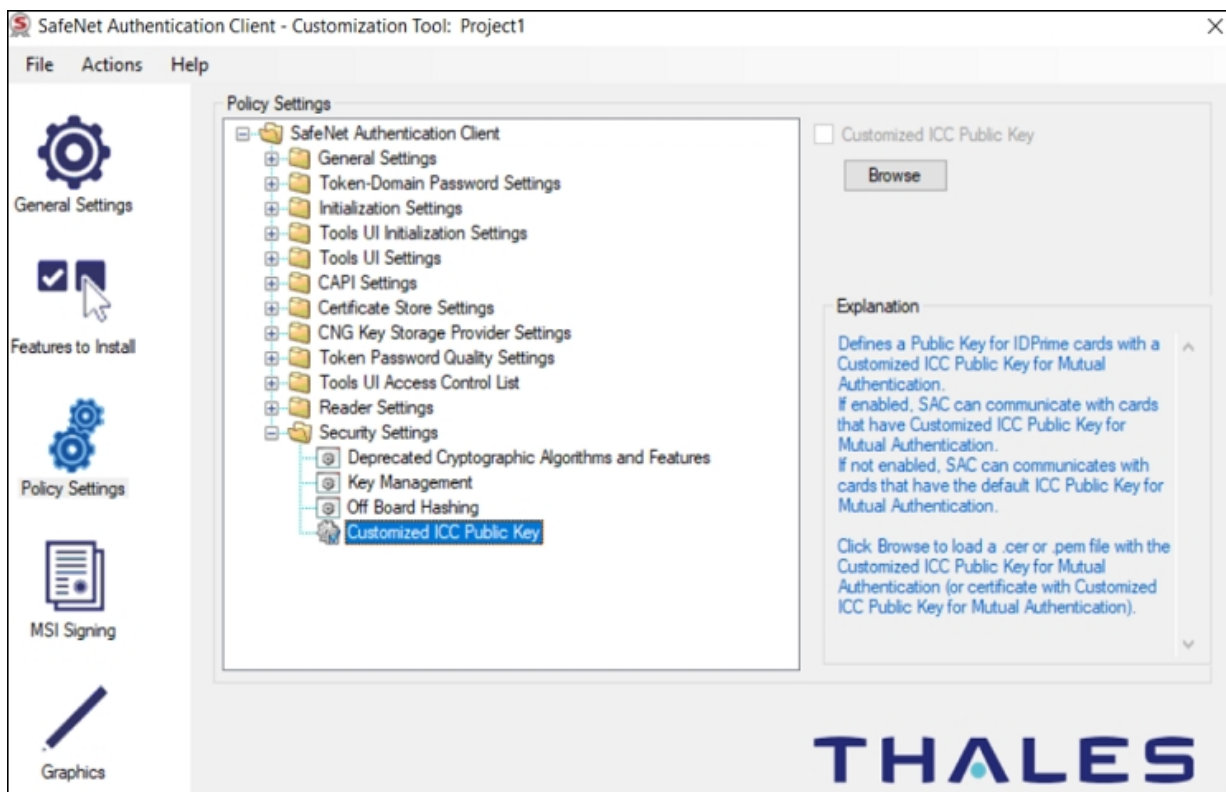 SafeNet Authentication Client - Customization Tool: Project1
File Actions Help
General Settings
Features to Install
Policy Settings
MSI Signing
Graphics
Policy Settings
SafeNet Authentication Client
General Settings
Token-Domain Password Settings
Initialization Settings
Tools UI Initialization Settings
Tools UI Settings
CAPI Settings
Certificate Store Settings
CNG Key Storage Provider Settings
Token Password Quality Settings
Tools UI Access Control List
Reader Settings
Security Settings
Deprecated Cryptographic Algorithms and Features
Key Management
Off Board Hashing
Customized ICC Public Key
Customized ICC Public Key
Browse
Explanation
Defines a Public Key for IDPrime cards with a
Customized ICC Public Key for Mutual
Authentication.
If enabled, SAC can communicate with cards
that have Customized ICC Public Key for
Mutual Authentication.
If not enabled, SAC can communicates with
cards that have the default ICC Public Key for
Mutual Authentication.
Click Browse to load a .cer or .pem file with the
Customized ICC Public Key for Mutual
Authentication (or certificate with Customized
ICC Public Key for Mutual Authentication).
THALES